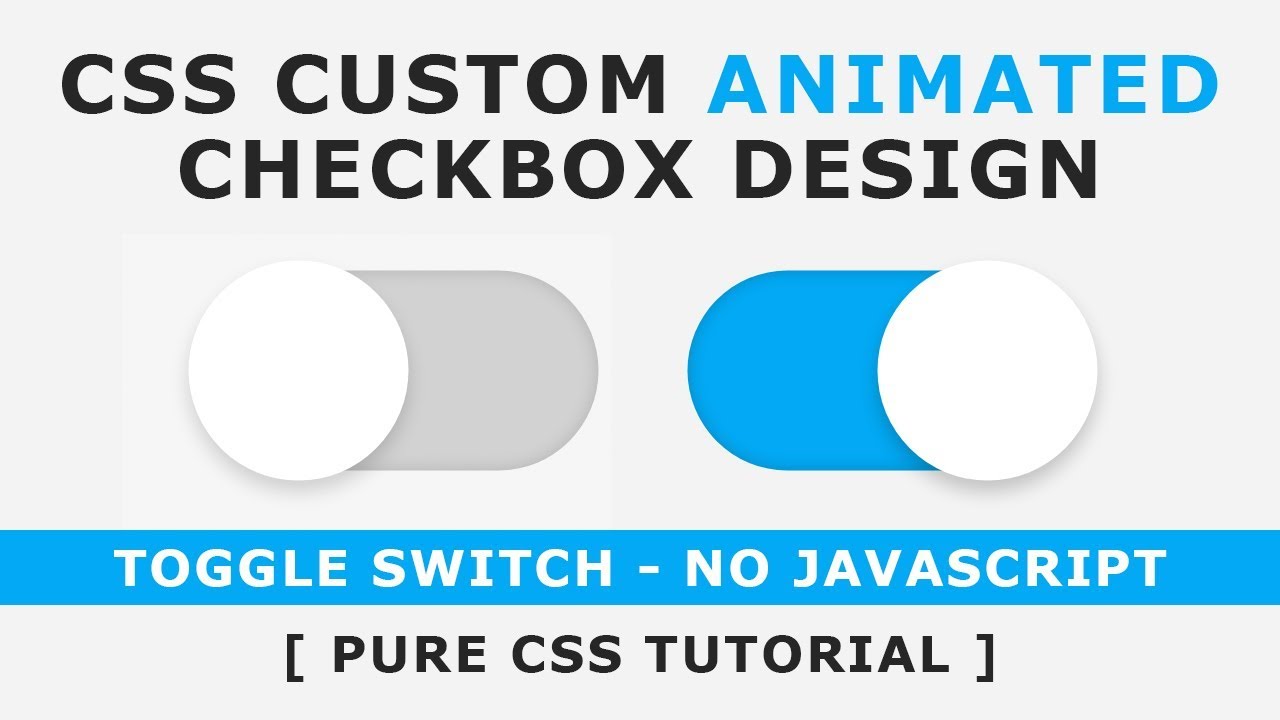 CSS CUSTOM ANIMATED
CHECKBOX DESIGN
TOGGLE SWITCH - NO JAVASCRIPT
[ PURE CSS TUTORIAL ]